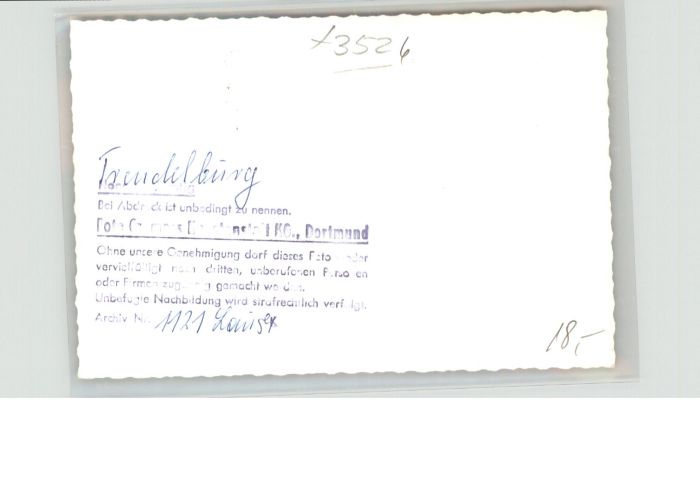 +3526
Trendelburg
Bei Abdruck ist unbedingt zu nennen.
Foto Cramers Kunstanstalt KG., Dortmund
Ohne unsere Genehmigung darf dieses Foto weder
vervielfältigt noch dritten, unberufenen Personen
oder Firmen zugängig gemacht werden.
Unbefugte Nachbildung wird strafrechtlich verfolgt.
Archiv Nr. 1121 Langer
18,-